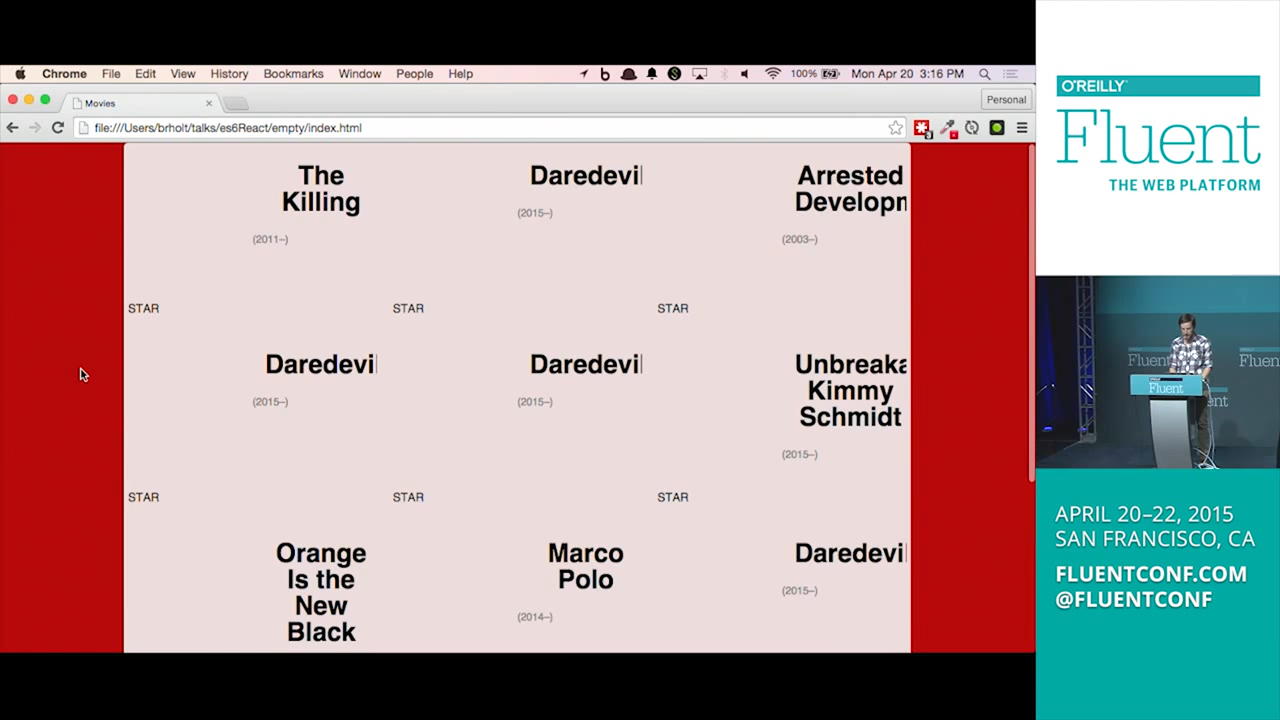 Chrome File Edit View History Bookmarks Window People Help 100% Mon Apr 20 3:16 PM
Movies
Personal
file:///Users/brholt/talks/es6React/empty/index.html
The
Killing
(2011–)
Daredevil
(2015–)
Arrested
Developm
(2003–)
STAR
STAR
STAR
Daredevil
(2015–)
Daredevil
(2015–)
Unbreaka
Kimmy
Schmidt
(2015–)
STAR
STAR
STAR
Orange
Is the
New
Black
Marco
Polo
(2014–)
Daredevil
(2015–)
O'REILLY
Fluent
THE WEB PLATFORM
Fluent
Fluent
Fluent
APRIL 20–22, 2015
SAN FRANCISCO, CA
FLUENTCONF.COM
@FLUENTCONF